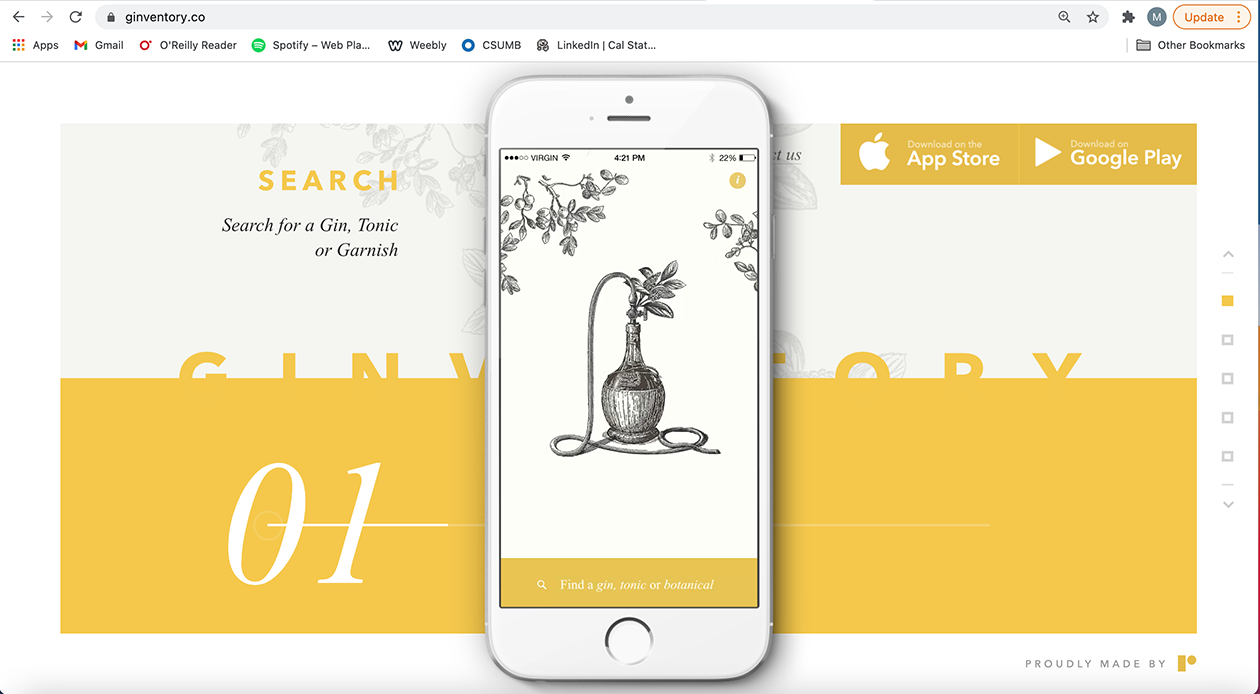 ginventory.co
M
Update
Apps
Gmail
O'Reilly Reader
Spotify – Web Pla...
Weebly
CSUMB
LinkedIn | Cal Stat...
Other Bookmarks
SEARCH
Search for a Gin, Tonic
or Garnish
us
Download on the
App Store
Download on
Google Play
VIRGIN
4:21 PM
22%
i
GINV TORY
01
Find a gin, tonic or botanical
PROUDLY MADE BY